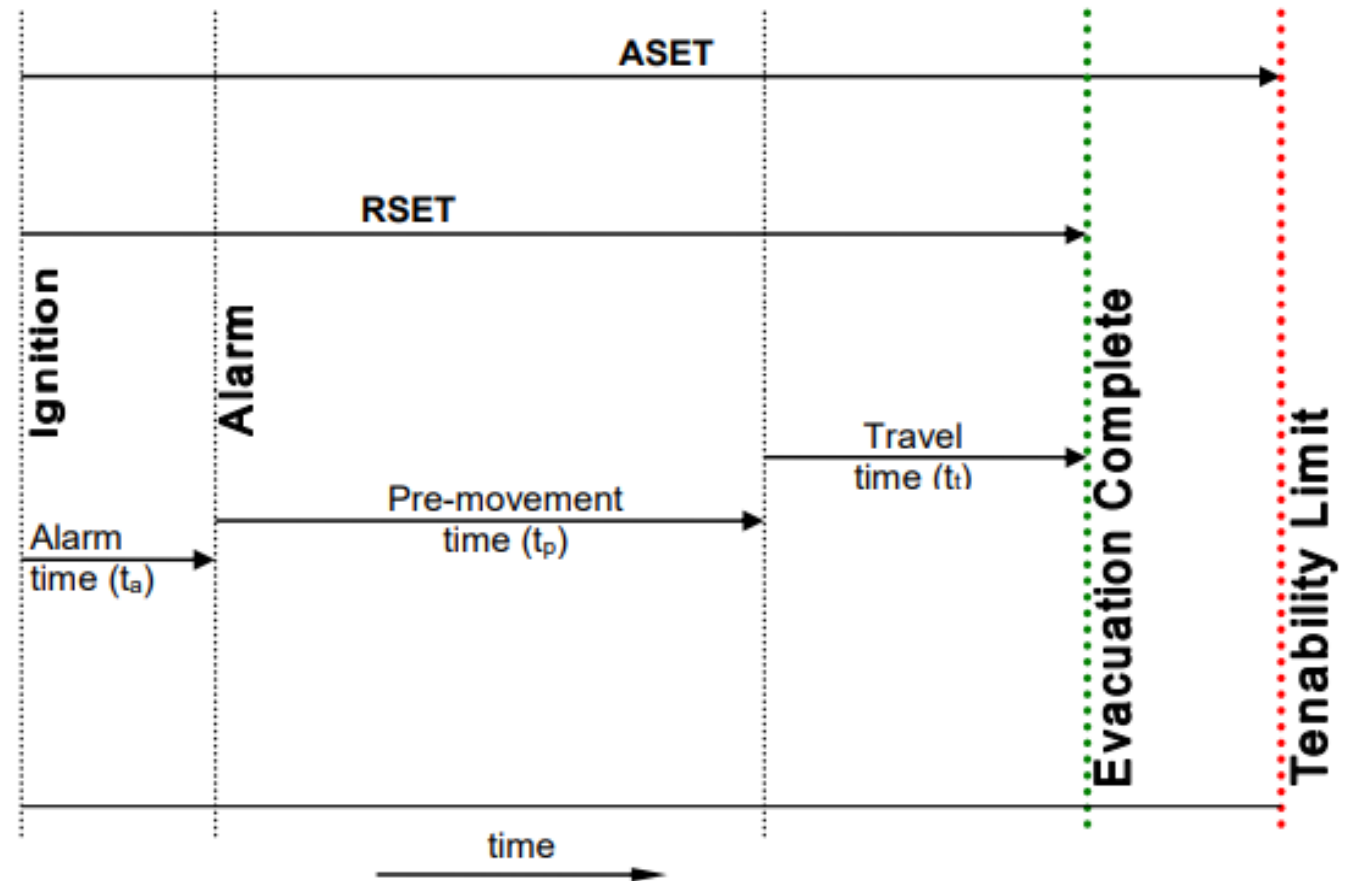 ASET
RSET
Ignition
Alarm
Travel
time (tₜ)
Pre-movement
time (tₚ)
Alarm
time (tₐ)
Evacuation Complete
Tenability Limit
time